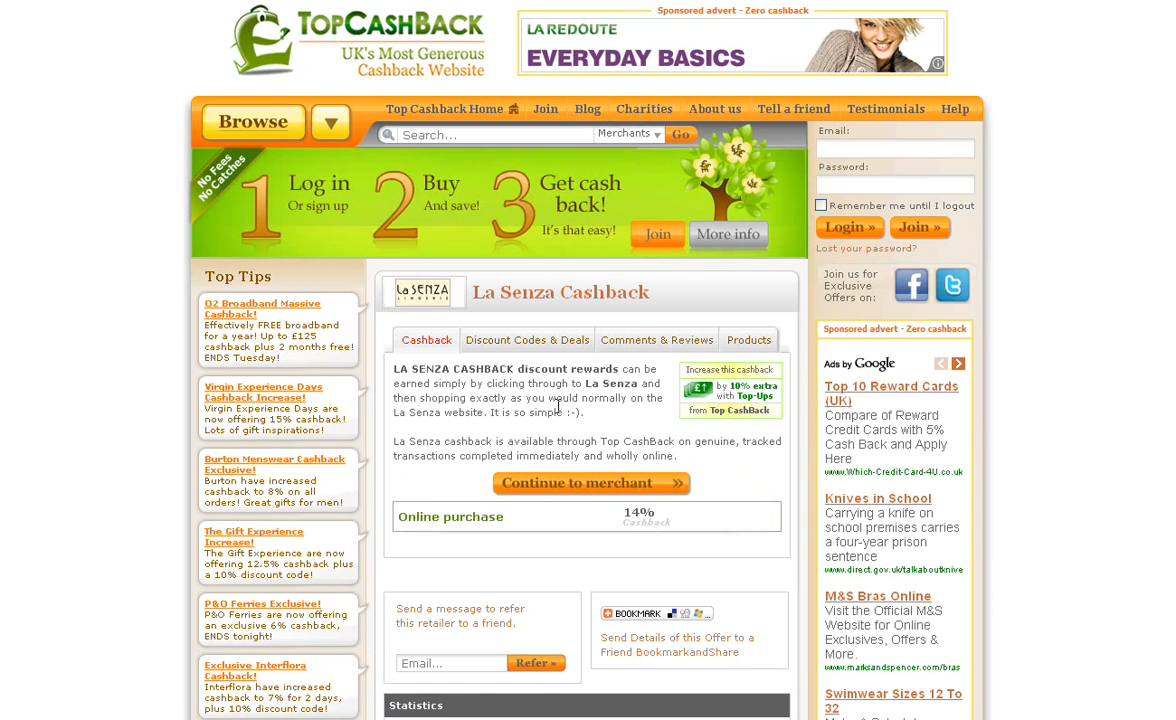 TOPCASHBACK
UK's Most Generous
Cashback Website
Sponsored advert - Zero cashback
LA REDOUTE
EVERYDAY BASICS
Browse
Top Cashback Home Join Blog Charities About us Tell a friend Testimonials Help
Search... Merchants Go
No Fees
No Catches
1 Log in
Or sign up
2 Buy
And save!
3 Get cash
back!
It's that easy!
Join More info
Email:
Password:
Remember me until I logout
Login » Join »
Lost your password?
Join us for
Exclusive
Offers on:
Top Tips
O2 Broadband Massive
Cashback!
Effectively FREE broadband
for a year! Up to £125
cashback plus 2 months free!
ENDS Tuesday!
Virgin Experience Days
Cashback Increase!
Virgin Experience Days are
now offering 15% cashback!
Lots of gift inspirations!
Burton Menswear Cashback
Exclusive!
Burton have increased
cashback to 8% on all
orders! Great gifts for men!
The Gift Experience
Increase!
The Gift Experience are now
offering 12.5% cashback plus
a 10% discount code!
P&O Ferries Exclusive!
P&O Ferries are now offering
an exclusive 6% cashback,
ENDS tonight!
Exclusive Interflora
Cashback!
Interflora have increased
cashback to 7% for 2 days,
plus 10% discount code!
La SENZA
LINGERIE
La Senza Cashback
Cashback Discount Codes & Deals Comments & Reviews Products
LA SENZA CASHBACK discount rewards can be
earned simply by clicking through to La Senza and
then shopping exactly as you would normally on the
La Senza website. It is so simple :-).
Increase this cashback
£↑ by 10% extra
with Top-Ups
from Top CashBack
La Senza cashback is available through Top CashBack on genuine, tracked
transactions completed immediately and wholly online.
Continue to merchant »
Online purchase 14%
Cashback
Send a message to refer
this retailer to a friend.
Email... Refer »
BOOKMARK
Send Details of this Offer to a
Friend BookmarkandShare
Statistics
Sponsored advert - Zero cashback
Ads by Google
Top 10 Reward Cards
(UK)
Compare of Reward
Credit Cards with 5%
Cash Back and Apply
Here
www.Which-Credit-Card-4U.co.uk
Knives in School
Carrying a knife on
school premises carries
a four-year prison
sentence
www.direct.gov.uk/talkaboutknive
M&S Bras Online
Visit the Official M&S
Website for Online
Exclusives, Offers &
More.
www.marksandspencer.com/bras
Swimwear Sizes 12 To
32